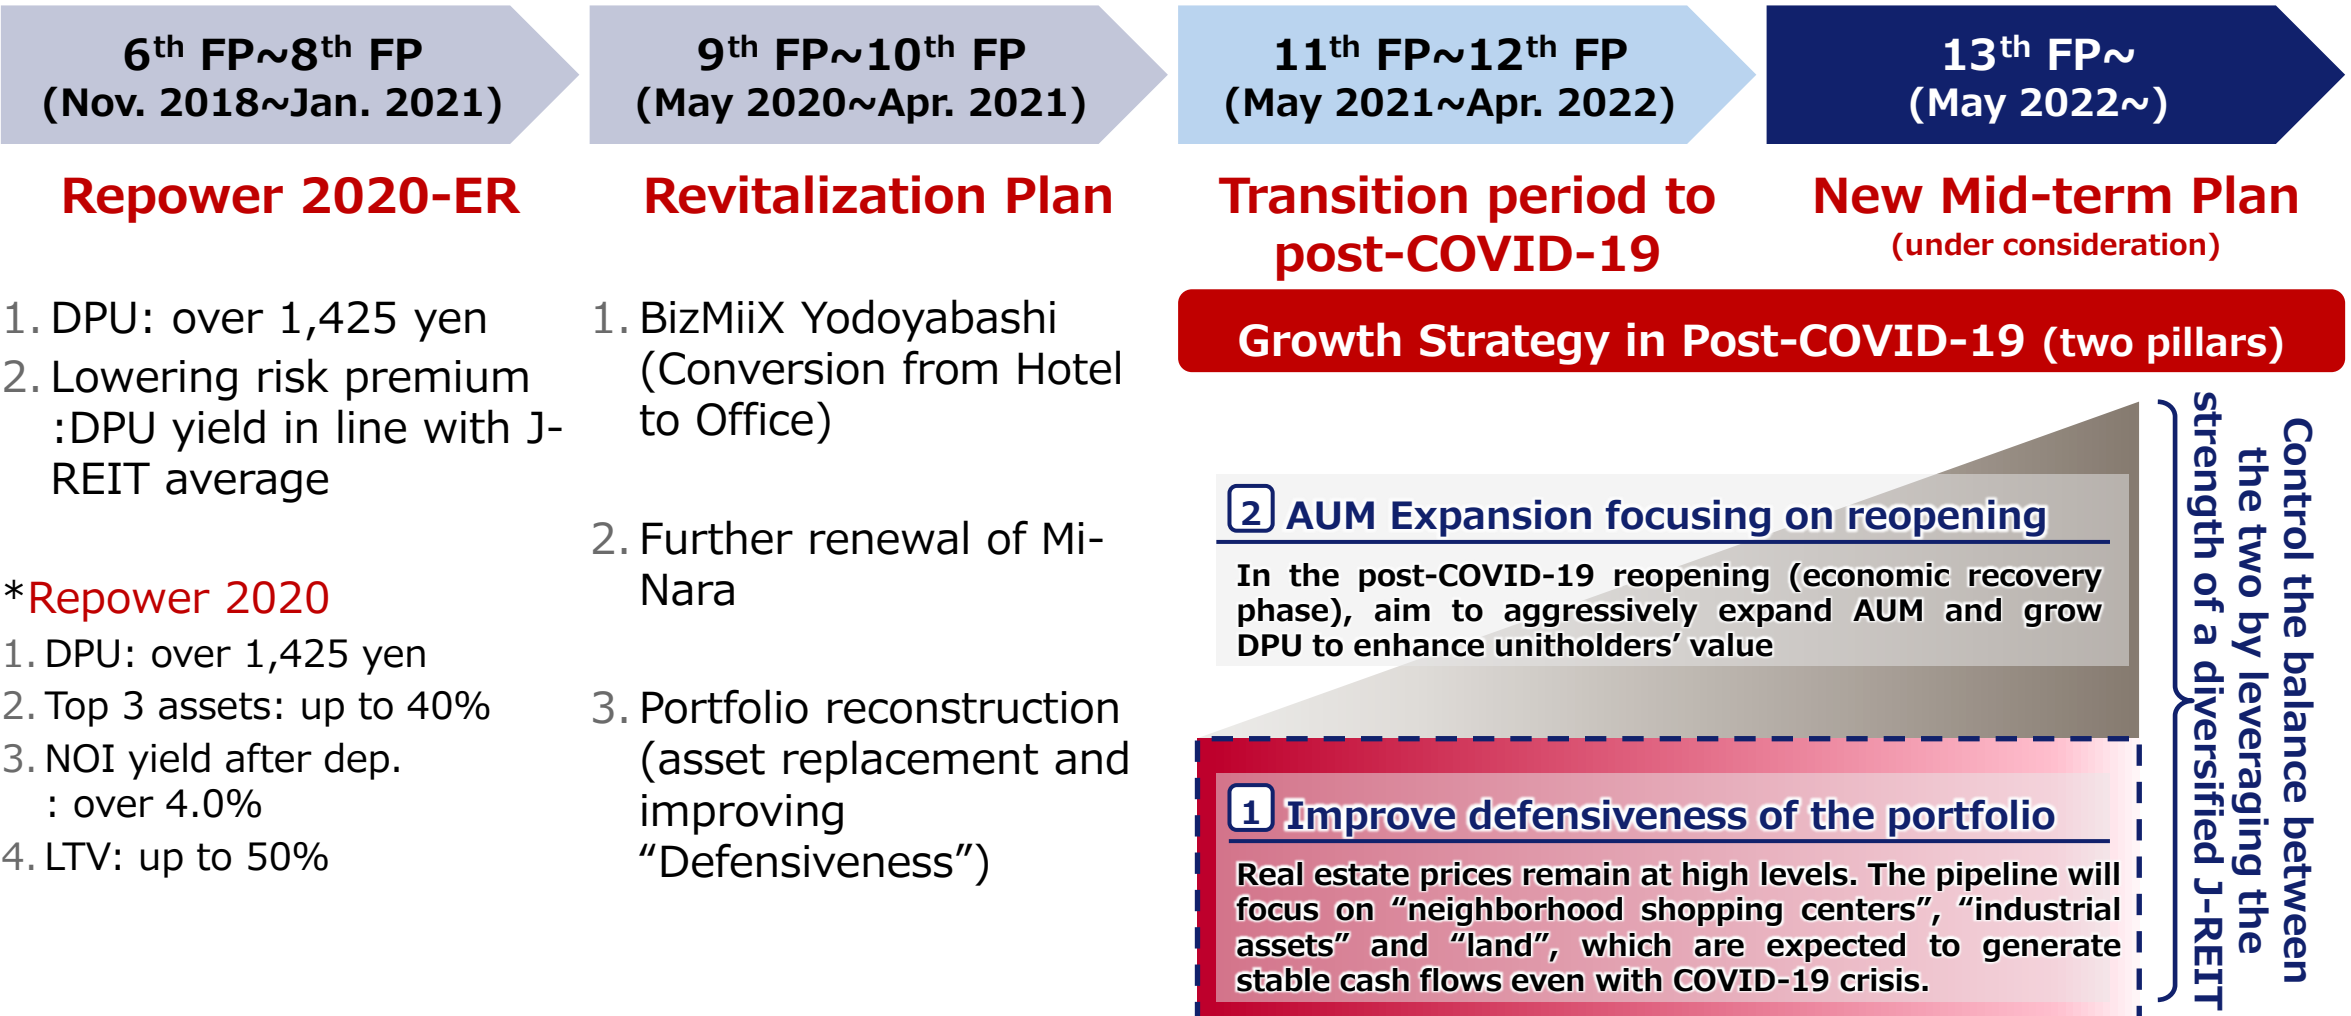 6th FP~8th FP
(Nov. 2018~Jan. 2021)
9th FP~10th FP
(May 2020~Apr. 2021)
11th FP~12th FP
(May 2021~Apr. 2022)
13th FP~
(May 2022~)
Repower 2020-ER
1. DPU: over 1,425 yen
2. Lowering risk premium
:DPU yield in line with J-
REIT average
*Repower 2020
1. DPU: over 1,425 yen
2. Top 3 assets: up to 40%
3. NOI yield after dep.
: over 4.0%
4. LTV: up to 50%
Revitalization Plan
1. BizMiiX Yodoyabashi
(Conversion from Hotel
to Office)
2. Further renewal of Mi-
Nara
3. Portfolio reconstruction
(asset replacement and
improving
“Defensiveness”)
Transition period to
post-COVID-19
New Mid-term Plan
(under consideration)
Growth Strategy in Post-COVID-19 (two pillars)
2 AUM Expansion focusing on reopening
In the post-COVID-19 reopening (economic recovery
phase), aim to aggressively expand AUM and grow
DPU to enhance unitholders’ value
1 Improve defensiveness of the portfolio
Real estate prices remain at high levels. The pipeline will
focus on “neighborhood shopping centers”, “industrial
assets” and “land”, which are expected to generate
stable cash flows even with COVID-19 crisis.
Control the balance between
the two by leveraging the
strength of a diversified J-REIT